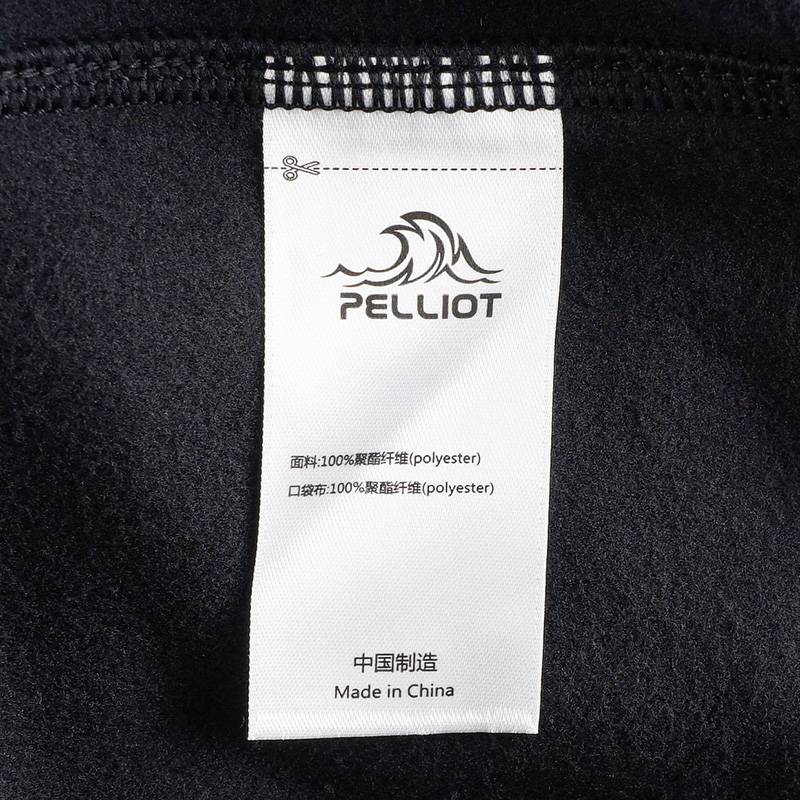 PELLIOT
面料:100%聚酯纤维(polyester)
口袋布:100%聚酯纤维(polyester)
中国制造
Made in China